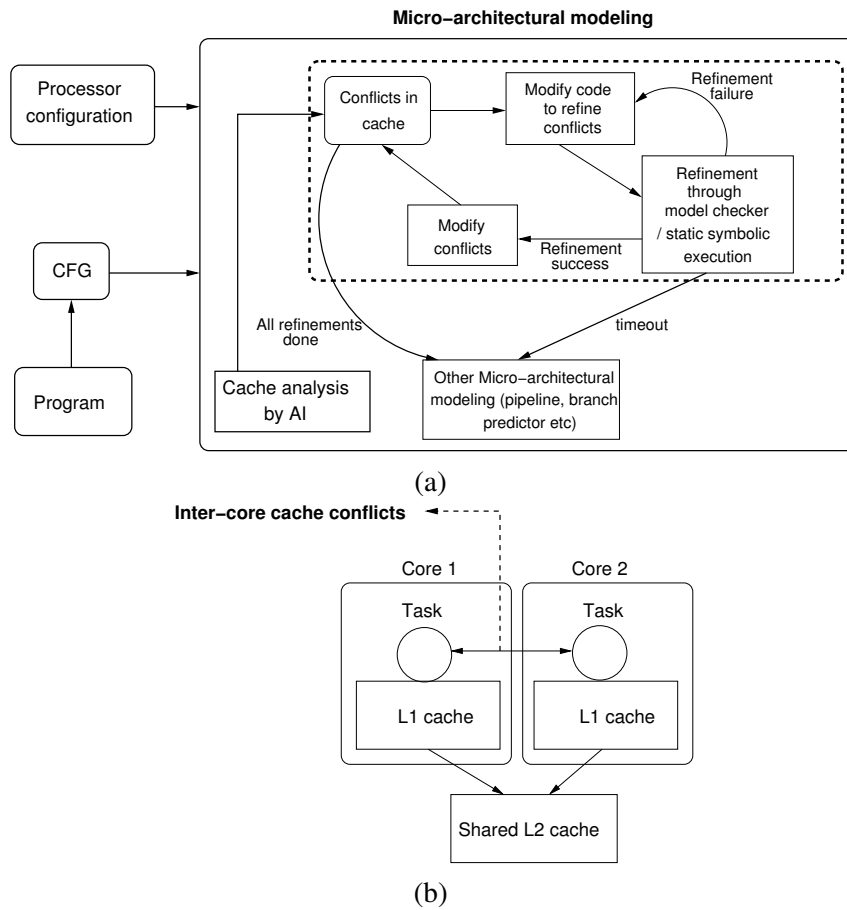 Micro−architectural modeling
Processor
configuration
CFG
Program
Conflicts in
cache
Modify code
to refine
conflicts
Refinement
failure
Refinement
through
model checker
/ static symbolic
execution
Modify
conflicts
Refinement
success
All refinements
done
timeout
Cache analysis
by AI
Other Micro−architectural
modeling (pipeline, branch
predictor etc)
(a)
Inter−core cache conflicts
Core 1
Core 2
Task
Task
L1 cache
L1 cache
Shared L2 cache
(b)